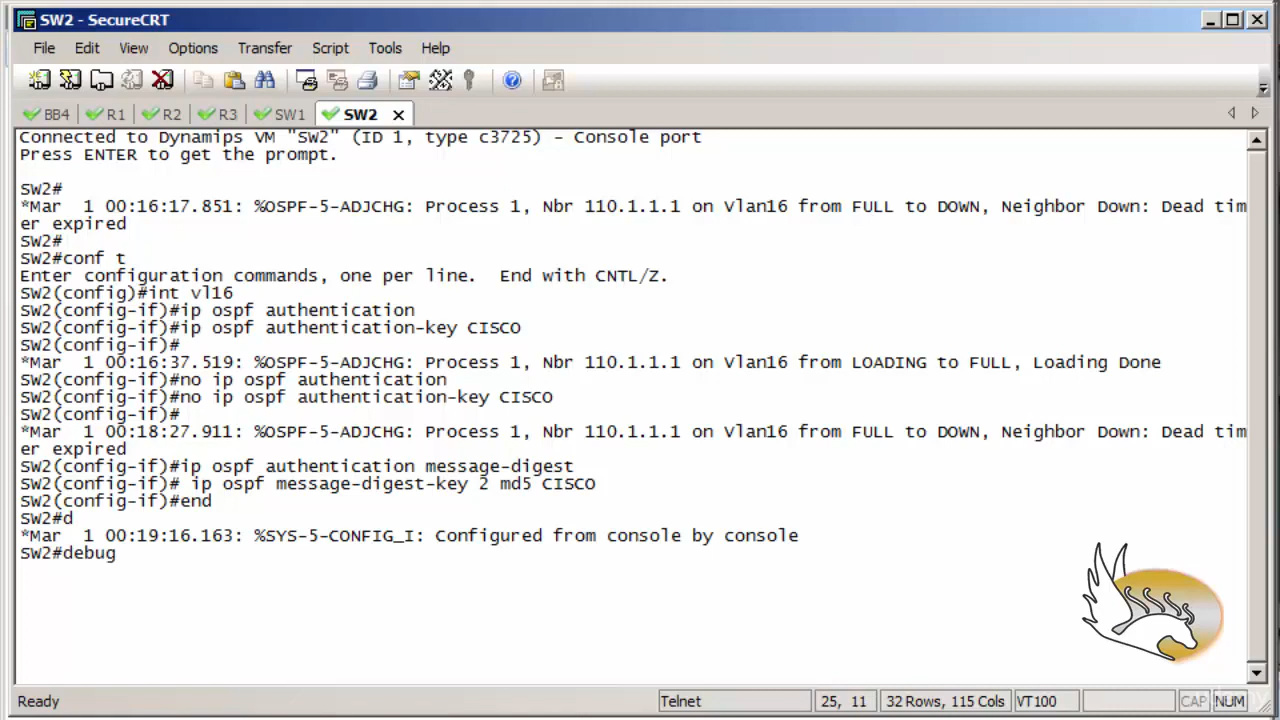 SW2 - SecureCRT
File Edit View Options Transfer Script Tools Help
BB4 R1 R2 R3 SW1 SW2
Connected to Dynamips VM "SW2" (ID 1, type c3725) - Console port
Press ENTER to get the prompt.
SW2#
*Mar  1 00:16:17.851: %OSPF-5-ADJCHG: Process 1, Nbr 110.1.1.1 on Vlan16 from FULL to DOWN, Neighbor Down: Dead tim
er expired
SW2#
SW2#conf t
Enter configuration commands, one per line.  End with CNTL/Z.
SW2(config)#int vl16
SW2(config-if)#ip ospf authentication
SW2(config-if)#ip ospf authentication-key CISCO
SW2(config-if)#
*Mar  1 00:16:37.519: %OSPF-5-ADJCHG: Process 1, Nbr 110.1.1.1 on Vlan16 from LOADING to FULL, Loading Done
SW2(config-if)#no ip ospf authentication
SW2(config-if)#no ip ospf authentication-key CISCO
SW2(config-if)#
*Mar  1 00:18:27.911: %OSPF-5-ADJCHG: Process 1, Nbr 110.1.1.1 on Vlan16 from FULL to DOWN, Neighbor Down: Dead tim
er expired
SW2(config-if)#ip ospf authentication message-digest
SW2(config-if)# ip ospf message-digest-key 2 md5 CISCO
SW2(config-if)#end
SW2#d
*Mar  1 00:19:16.163: %SYS-5-CONFIG_I: Configured from console by console
SW2#debug
Ready Telnet 25, 11 32 Rows, 115 Cols VT100 CAP NUM